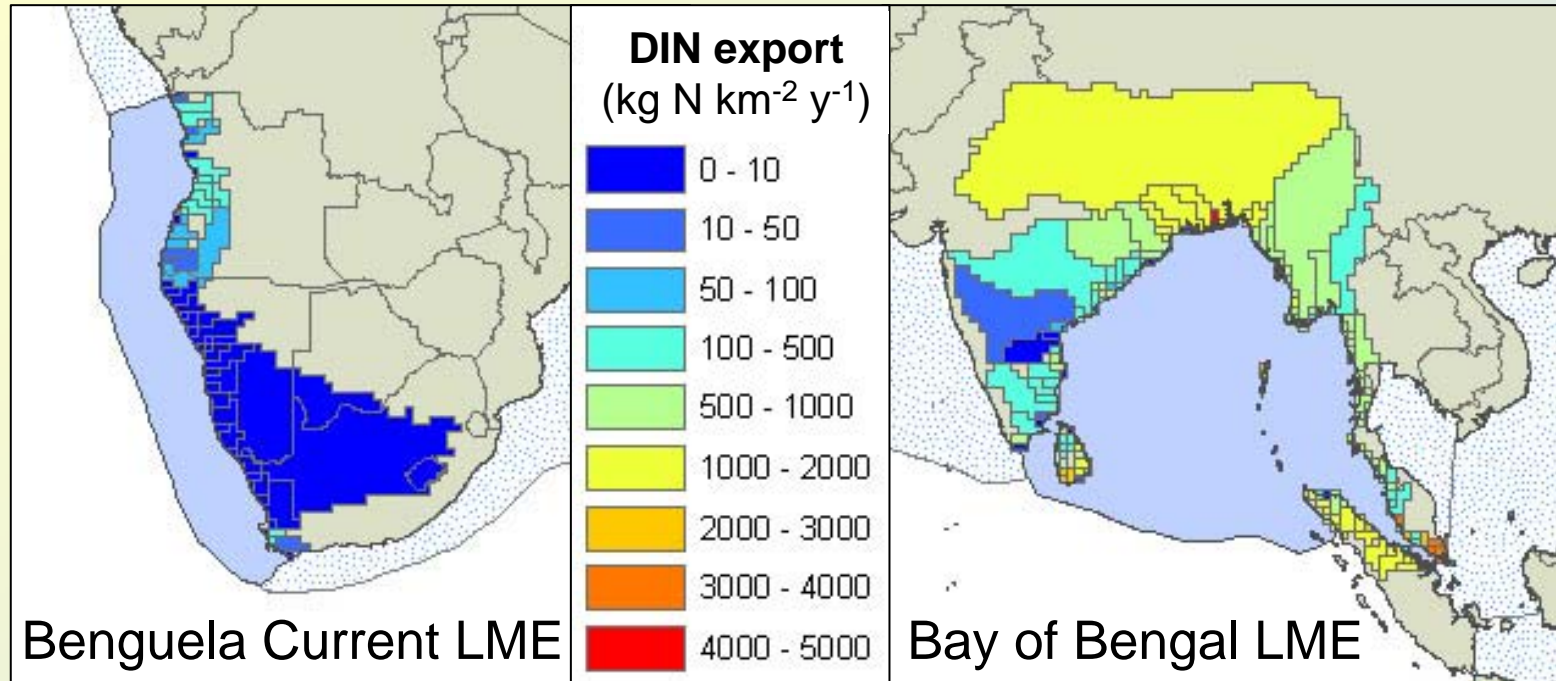 DIN export
(kg N km-2 y-1)
0 - 10
10 - 50
50 - 100
100 - 500
500 - 1000
1000 - 2000
2000 - 3000
3000 - 4000
4000 - 5000
Benguela Current LME
Bay of Bengal LME